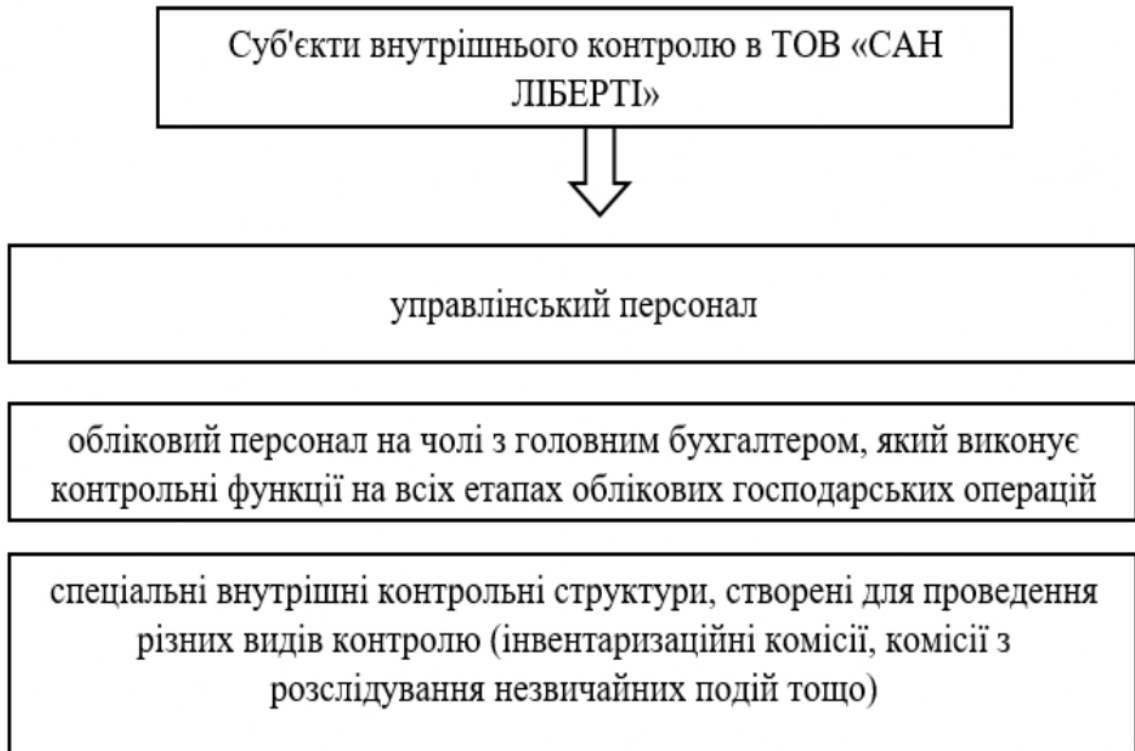 Суб'єкти внутрішнього контролю в ТОВ «САН
ЛІБЕРТІ»
управлінський персонал
обліковий персонал на чолі з головним бухгалтером, який виконує
контрольні функції на всіх етапах облікових господарських операцій
спеціальні внутрішні контрольні структури, створені для проведення
різних видів контролю (інвентаризаційні комісії, комісії з
розслідування незвичайних подій тощо)